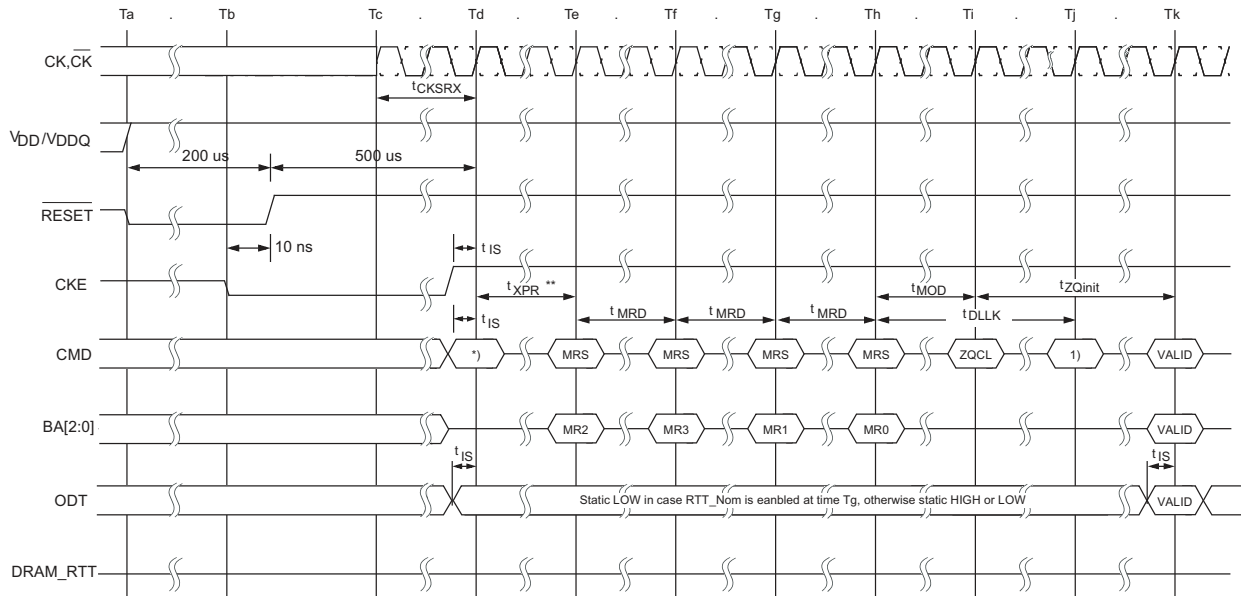 Ta . Tb Tc . Td . Te . Tf . Tg . Th . Ti . Tj . Tk
CK,CK
tCKSRX
VDD/VDDQ
200 us 500 us
RESET
10 ns tIS
CKE
tXPR ** tMOD tZQinit
tIS tMRD tMRD tMRD tDLLK
CMD *) MRS MRS MRS MRS ZQCL 1) VALID
BA[2:0] MR2 MR3 MR1 MR0 VALID
tIS tIS
ODT Static LOW in case RTT_Nom is eanbled at time Tg, otherwise static HIGH or LOW VALID
DRAM_RTT